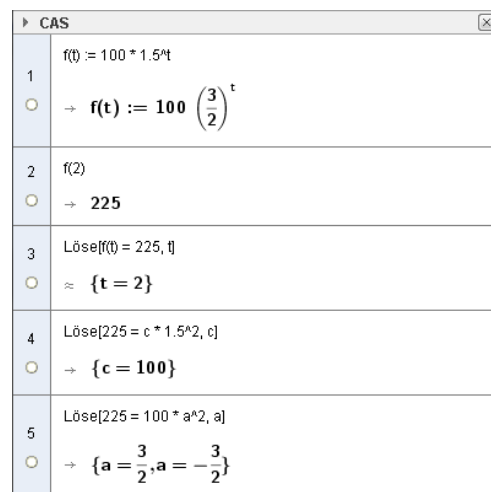 CAS
1
f(t) := 100 * 1.5^t
→ f(t) := 100 (3/2)^t
2
f(2)
→ 225
3
Löse[f(t) = 225, t]
≈ {t = 2}
4
Löse[225 = c * 1.5^2, c]
→ {c = 100}
5
Löse[225 = 100 * a^2, a]
→ {a = 3/2, a = -3/2}